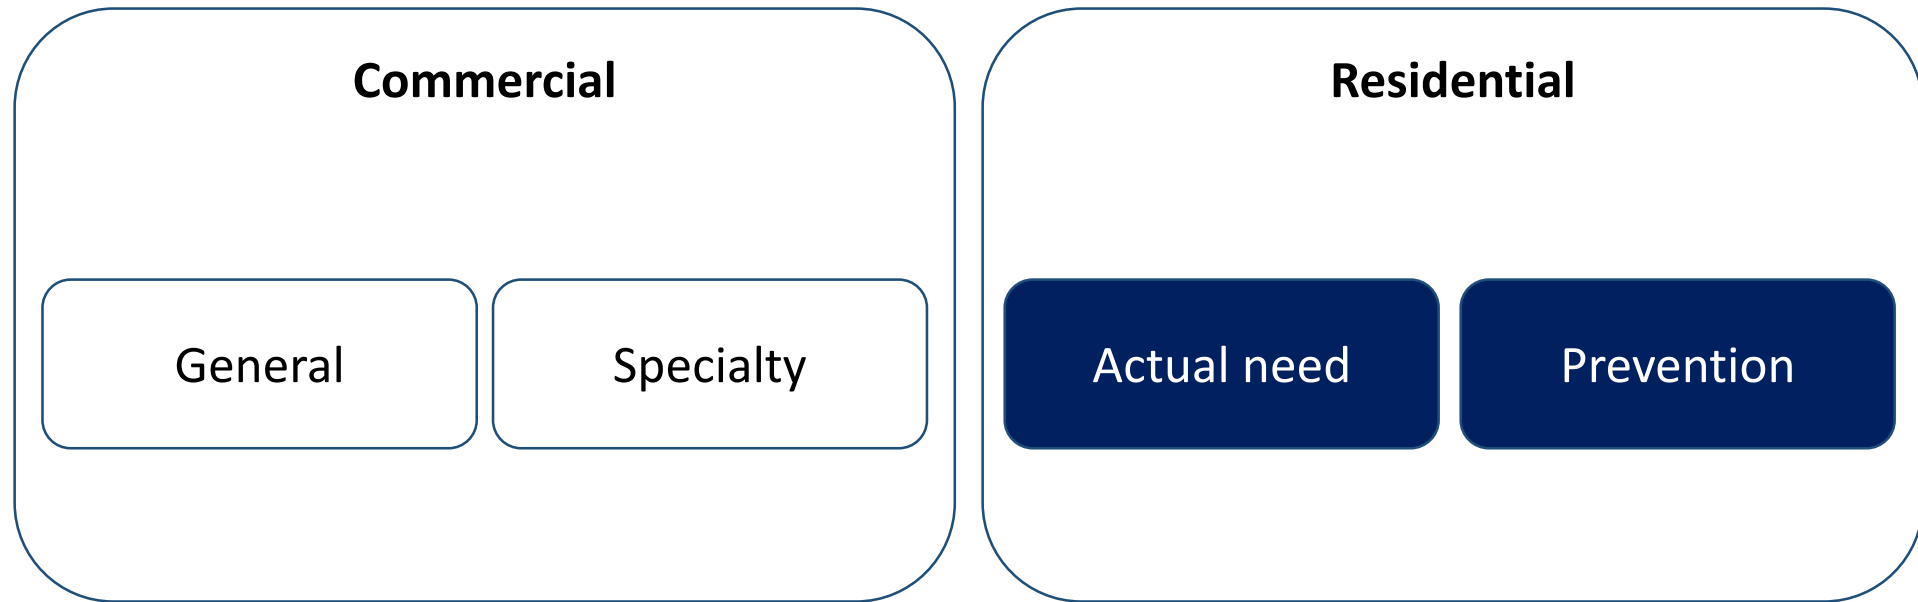 Commercial
General
Specialty
Residential
Actual need
Prevention